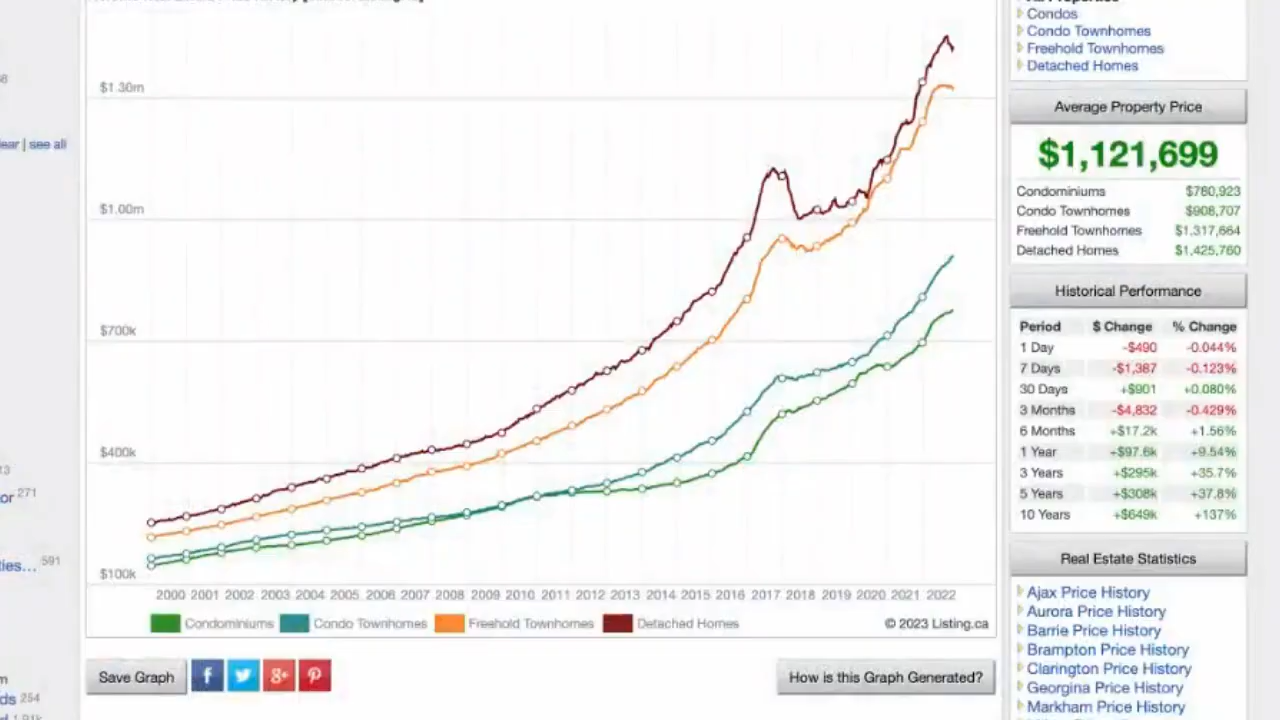 Condos
Condo Townhomes
Freehold Townhomes
Detached Homes
see all
$1.30m
$1.00m
$700k
$400k
$100k
2000 2001 2002 2003 2004 2005 2006 2007 2008 2009 2010 2011 2012 2013 2014 2015 2016 2017 2018 2019 2020 2021 2022
Condominiums Condo Townhomes Freehold Townhomes Detached Homes © 2023 Listing.ca
Save Graph
f
8+
How is this Graph Generated?
Average Property Price
$1,121,699
Condominiums $780,923
Condo Townhomes $908,707
Freehold Townhomes $1,317,664
Detached Homes $1,425,760
Historical Performance
Period $ Change % Change
1 Day -$490 -0.044%
7 Days -$1,387 -0.123%
30 Days +$901 +0.080%
3 Months -$4,832 -0.429%
6 Months +$17.2k +1.56%
1 Year +$97.6k +9.54%
3 Years +$295k +35.7%
5 Years +$308k +37.8%
10 Years +$649k +137%
Real Estate Statistics
Ajax Price History
Aurora Price History
Barrie Price History
Brampton Price History
Clarington Price History
Georgina Price History
Markham Price History
271
591
254